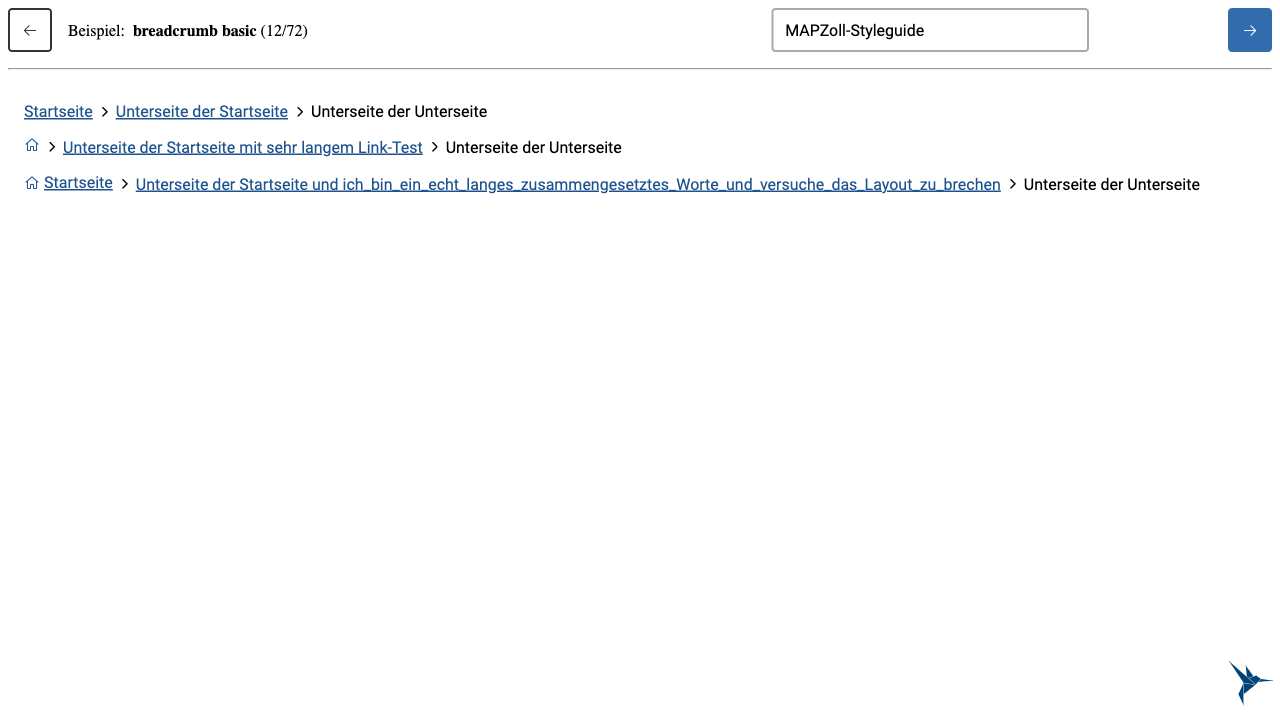 Beispiel: breadcrumb basic (12/72)
MAPZoll-Styleguide
Startseite > Unterseite der Startseite > Unterseite der Unterseite
> Unterseite der Startseite mit sehr langem Link-Test > Unterseite der Unterseite
Startseite > Unterseite der Startseite und ich_bin_ein_echt_langes_zusammengesetztes_Worte_und_versuche_das_Layout_zu_brechen > Unterseite der Unterseite